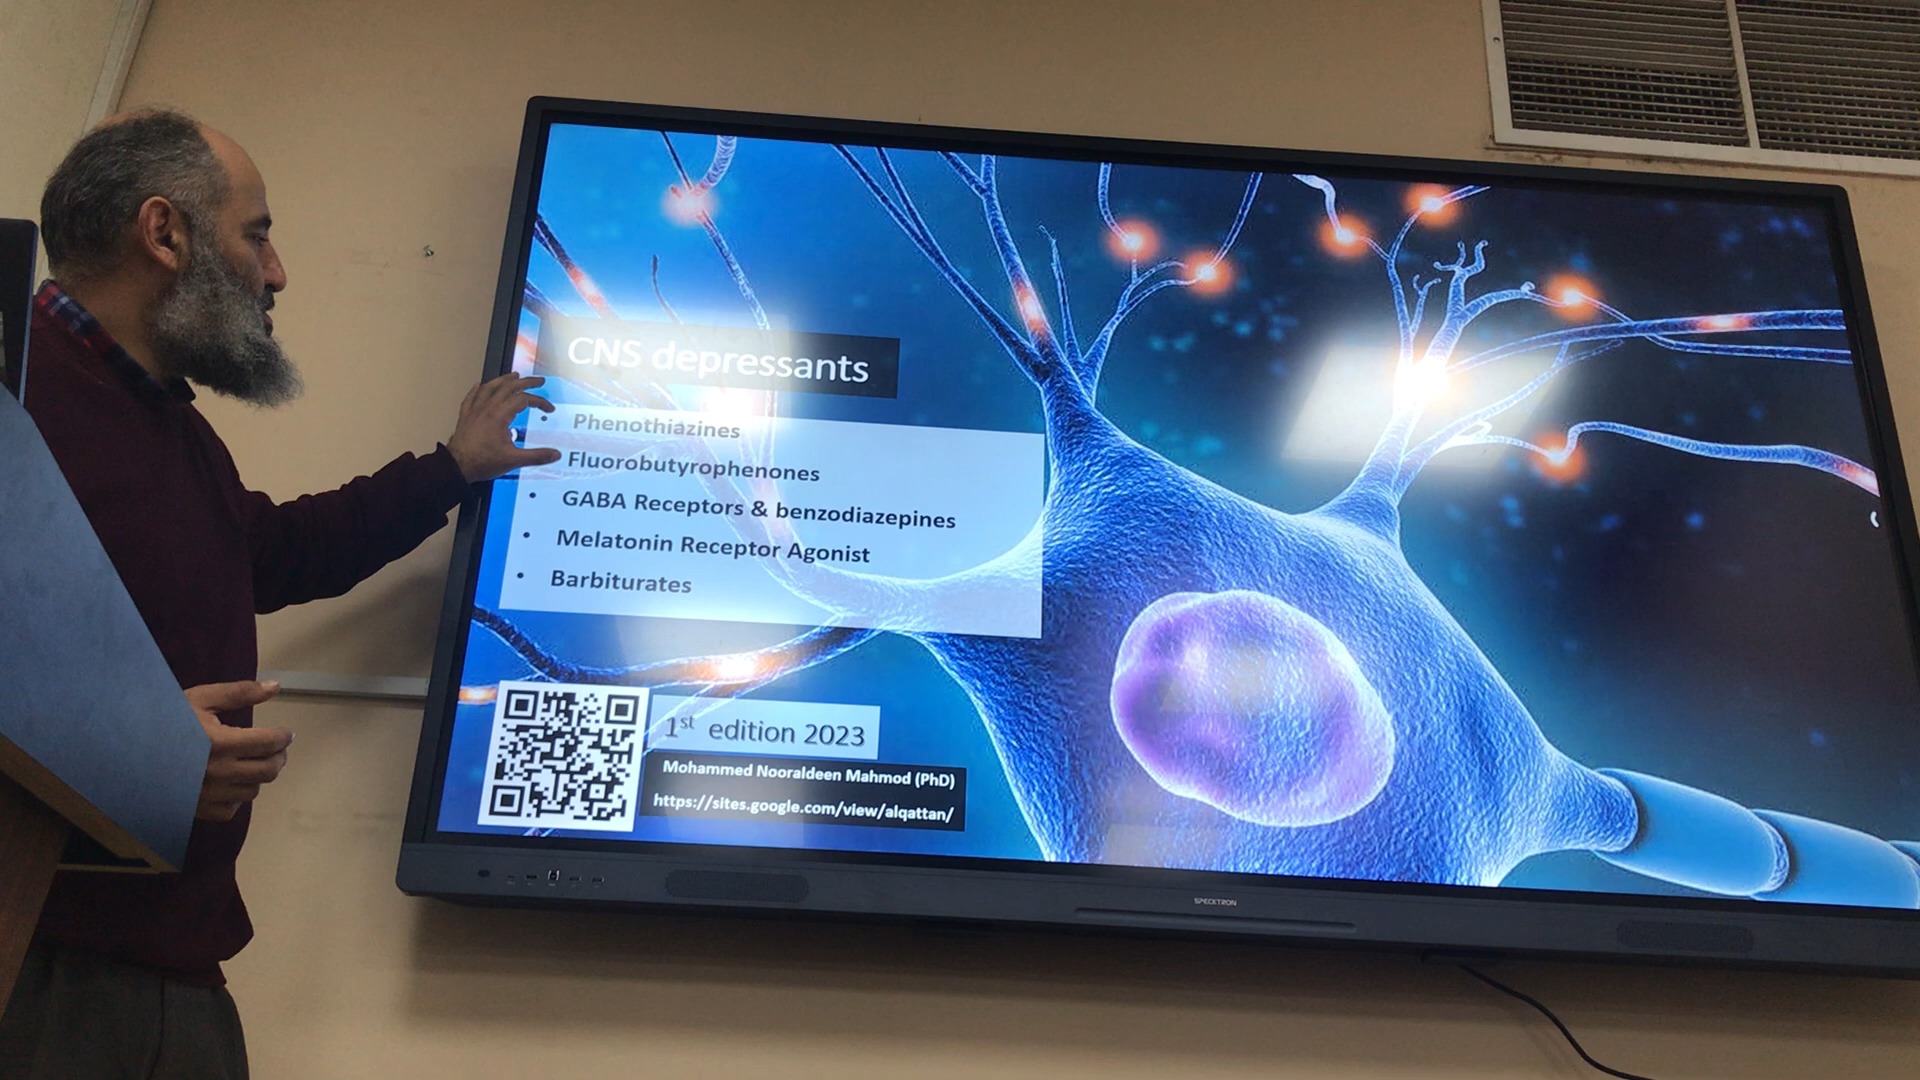 CNS depressants
• Phenothiazines
Fluorobutyrophenones
• GABA Receptors & benzodiazepines
• Melatonin Receptor Agonist
• Barbiturates
1st edition 2023
Mohammed Nooraldeen Mahmod (PhD)
https://sites.google.com/view/alqattan/
SPECKTRON